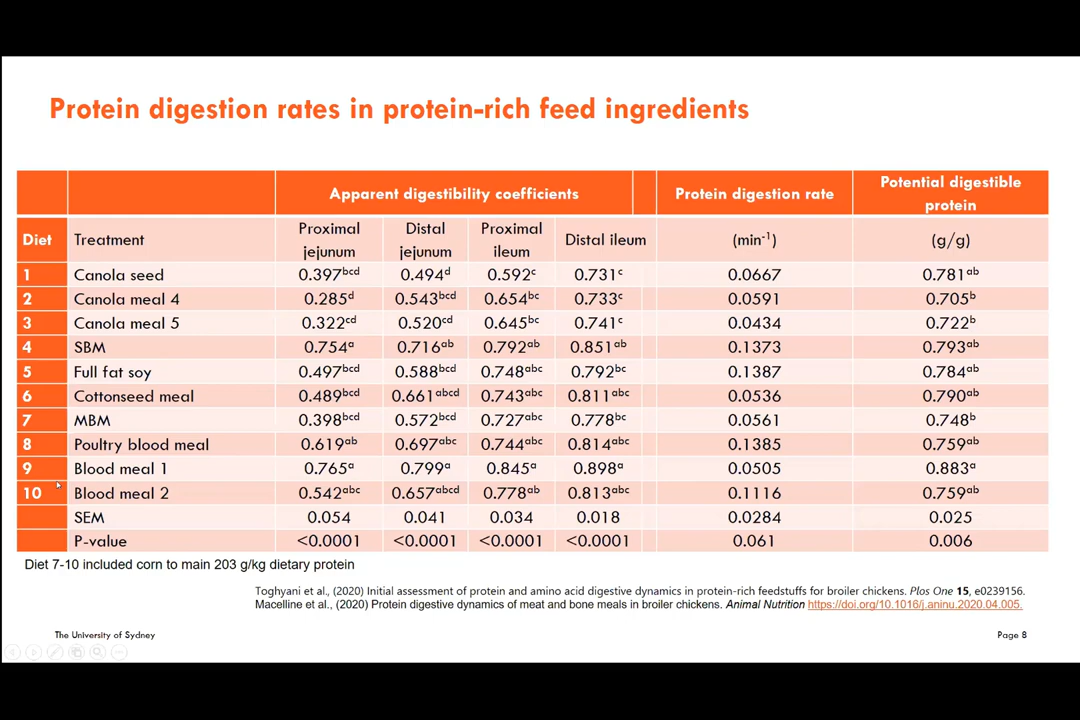 Protein digestion rates in protein-rich feed ingredients
Apparent digestibility coefficients Protein digestion rate Potential digestible protein
Diet Treatment Proximal jejunum Distal jejunum Proximal ileum Distal ileum (min⁻¹) (g/g)
1 Canola seed 0.397ᵇᶜᵈ 0.494ᵈ 0.592ᶜ 0.731ᶜ 0.0667 0.781ᵃᵇ
2 Canola meal 4 0.285ᵈ 0.543ᵇᶜᵈ 0.654ᵇᶜ 0.733ᶜ 0.0591 0.705ᵇ
3 Canola meal 5 0.322ᶜᵈ 0.520ᶜᵈ 0.645ᵇᶜ 0.741ᶜ 0.0434 0.722ᵇ
4 SBM 0.754ᵃ 0.716ᵃᵇ 0.792ᵃᵇ 0.851ᵃᵇ 0.1373 0.793ᵃᵇ
5 Full fat soy 0.497ᵇᶜᵈ 0.588ᵇᶜᵈ 0.748ᵃᵇᶜ 0.792ᵇᶜ 0.1387 0.784ᵃᵇ
6 Cottonseed meal 0.489ᵇᶜᵈ 0.661ᵃᵇᶜᵈ 0.743ᵃᵇᶜ 0.811ᵃᵇᶜ 0.0536 0.790ᵃᵇ
7 MBM 0.398ᵇᶜᵈ 0.572ᵇᶜᵈ 0.727ᵃᵇᶜ 0.778ᵇᶜ 0.0561 0.748ᵇ
8 Poultry blood meal 0.619ᵃᵇ 0.697ᵃᵇᶜ 0.744ᵃᵇᶜ 0.814ᵃᵇᶜ 0.1385 0.759ᵃᵇ
9 Blood meal 1 0.765ᵃ 0.799ᵃ 0.845ᵃ 0.898ᵃ 0.0505 0.883ᵃ
10 Blood meal 2 0.542ᵃᵇᶜ 0.657ᵃᵇᶜᵈ 0.778ᵃᵇ 0.813ᵃᵇᶜ 0.1116 0.759ᵃᵇ
SEM 0.054 0.041 0.034 0.018 0.0284 0.025
P-value <0.0001 <0.0001 <0.0001 <0.0001 0.061 0.006
Diet 7-10 included corn to main 203 g/kg dietary protein
Toghyani et al., (2020) Initial assessment of protein and amino acid digestive dynamics in protein-rich feedstuffs for broiler chickens. Plos One 15, e0239156.
Macelline et al., (2020) Protein digestive dynamics of meat and bone meals in broiler chickens. Animal Nutrition https://doi.org/10.1016/j.aninu.2020.04.005.
The University of Sydney
Page 8